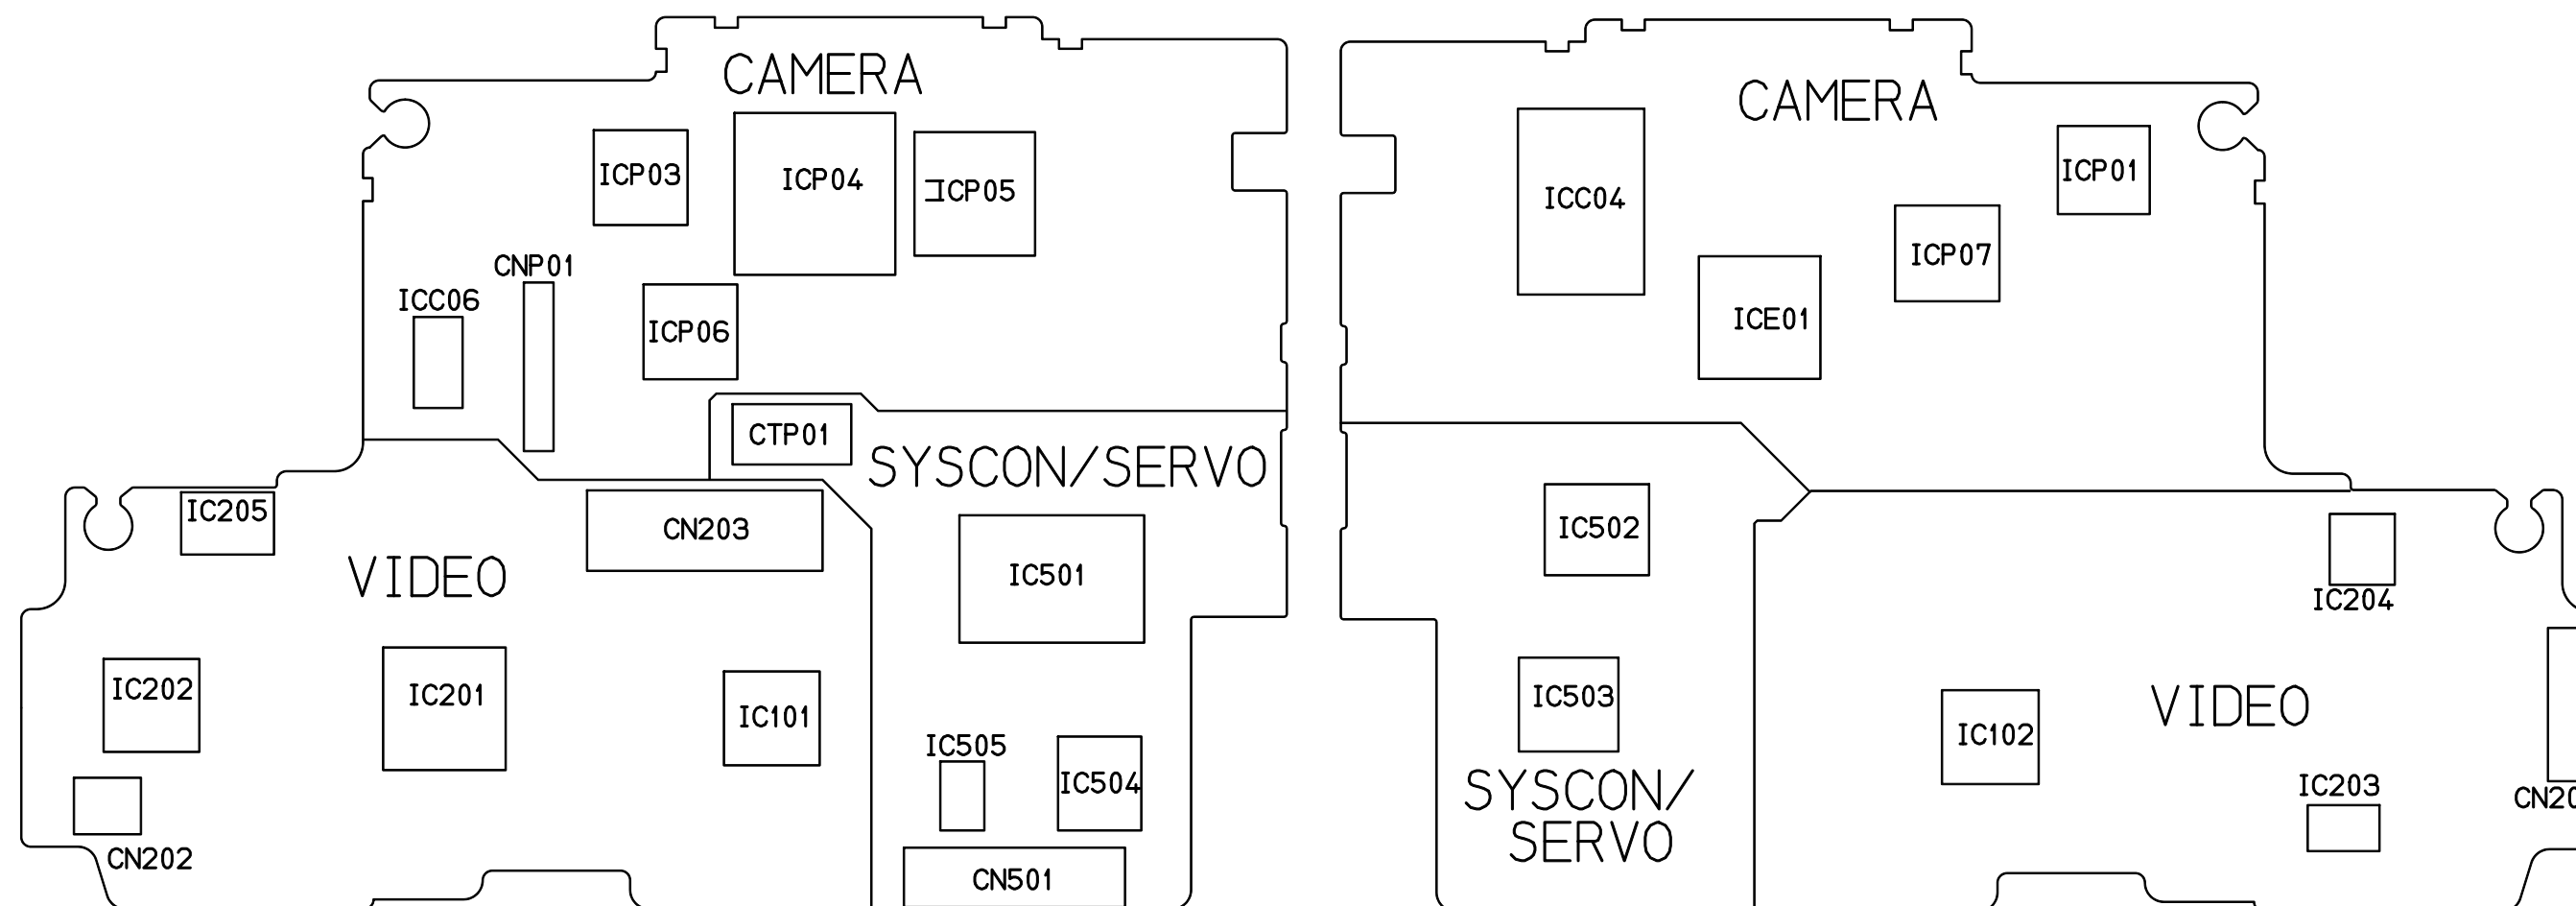 CAMERA
ICP03
ICP04
ICP05
CNP01
ICC06
ICP06
CTP01
SYSCON/SERVO
IC205
CN203
VIDEO
IC501
IC202
IC201
IC101
IC505
IC504
CN202
CN501
CAMERA
ICP01
ICC04
ICP07
ICE01
IC502
IC204
IC503
VIDEO
IC102
SYSCON/
SERVO
IC203